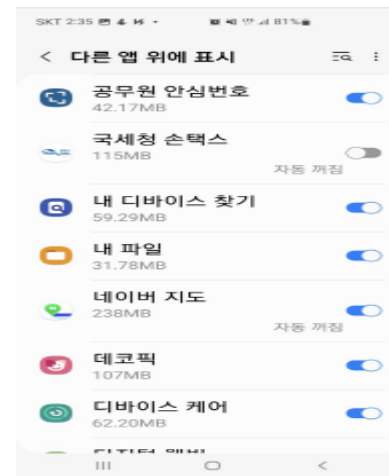 SKT 2:35
81%
< 다른 앱 위에 표시
공무원 안심번호
42.17MB
국세청 손택스
115MB
자동 꺼짐
내 디바이스 찾기
59.29MB
내 파일
31.78MB
네이버 지도
238MB
자동 꺼짐
데코픽
107MB
디바이스 케어
62.20MB